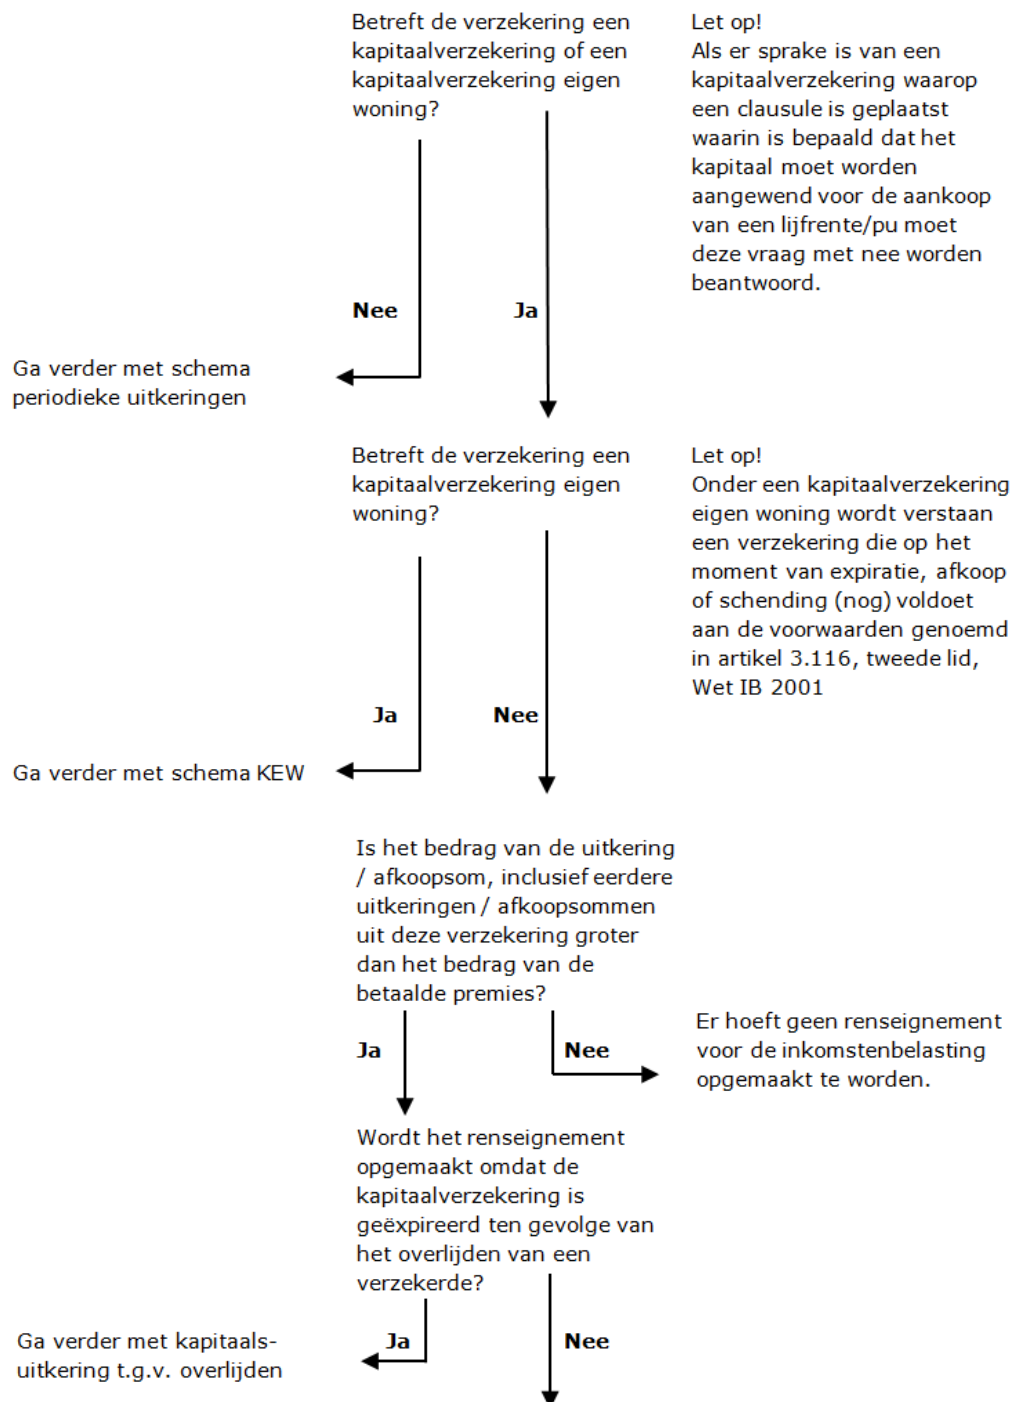 Betreft de verzekering een
kapitaalverzekering of een
kapitaalverzekering eigen
woning?
Let op!
Als er sprake is van een
kapitaalverzekering waarop
een clausule is geplaatst
waarin is bepaald dat het
kapitaal moet worden
aangewend voor de aankoop
van een lijfrente/pu moet
deze vraag met nee worden
beantwoord.
Nee
Ja
Ga verder met schema
periodieke uitkeringen
Betreft de verzekering een
kapitaalverzekering eigen
woning?
Let op!
Onder een kapitaalverzekering
eigen woning wordt verstaan
een verzekering die op het
moment van expiratie, afkoop
of schending (nog) voldoet
aan de voorwaarden genoemd
in artikel 3.116, tweede lid,
Wet IB 2001
Ja
Nee
Ga verder met schema KEW
Is het bedrag van de uitkering
/ afkoopsom, inclusief eerdere
uitkeringen / afkoopsommen
uit deze verzekering groter
dan het bedrag van de
betaalde premies?
Ja
Nee
Er hoeft geen renseignement
voor de inkomstenbelasting
opgemaakt te worden.
Wordt het renseignement
opgemaakt omdat de
kapitaalverzekering is
geëxpireerd ten gevolge van
het overlijden van een
verzekerde?
Ja
Nee
Ga verder met kapitaals-
uitkering t.g.v. overlijden